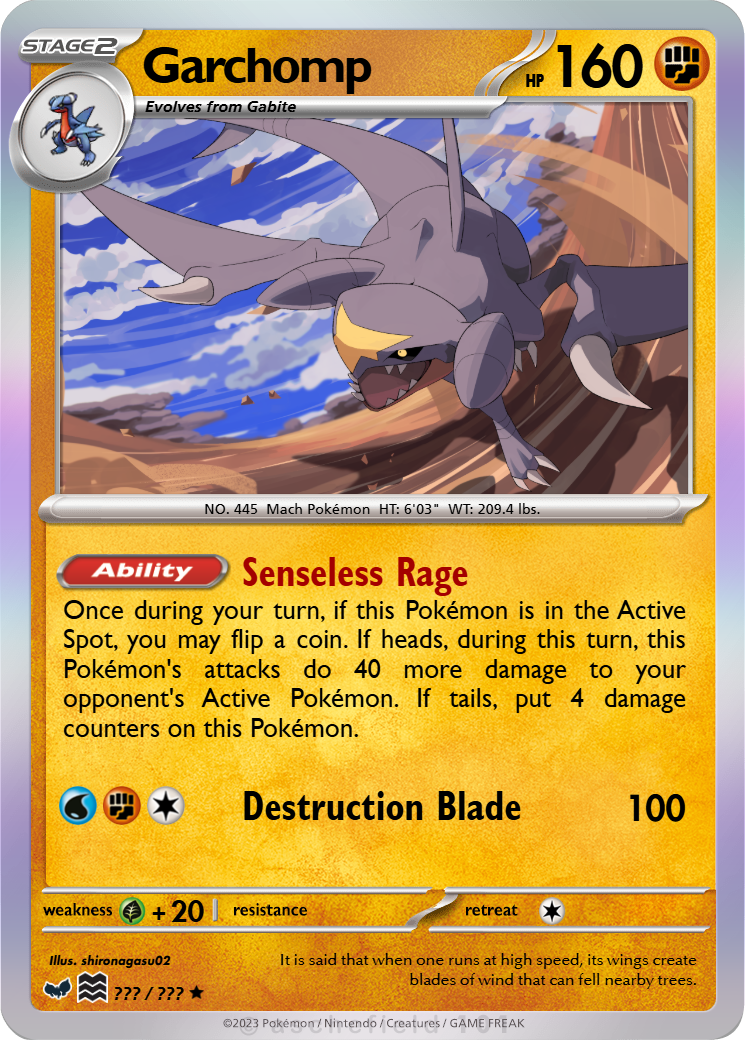 STAGE2
Garchomp
HP 160
Evolves from Gabite
NO. 445 Mach Pokémon HT: 6'03" WT: 209.4 lbs.
Ability Senseless Rage
Once during your turn, if this Pokémon is in the Active
Spot, you may flip a coin. If heads, during this turn, this
Pokémon's attacks do 40 more damage to your
opponent's Active Pokémon. If tails, put 4 damage
counters on this Pokémon.
Destruction Blade 100
weakness + 20 resistance retreat
Illus. shironagasu02
It is said that when one runs at high speed, its wings create
blades of wind that can fell nearby trees.
??? / ???
©2023 Pokémon / Nintendo / Creatures / GAME FREAK